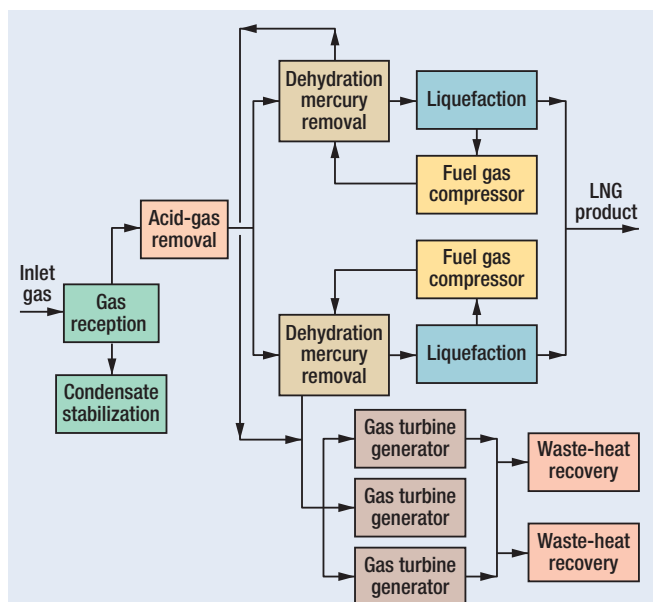 Dehydration
mercury
removal
Liquefaction
Fuel gas
compressor
LNG
product
Acid-gas
removal
Fuel gas
compressor
Inlet
gas
Gas
reception
Dehydration
mercury
removal
Liquefaction
Condensate
stabilization
Gas turbine
generator
Waste-heat
recovery
Gas turbine
generator
Gas turbine
generator
Waste-heat
recovery